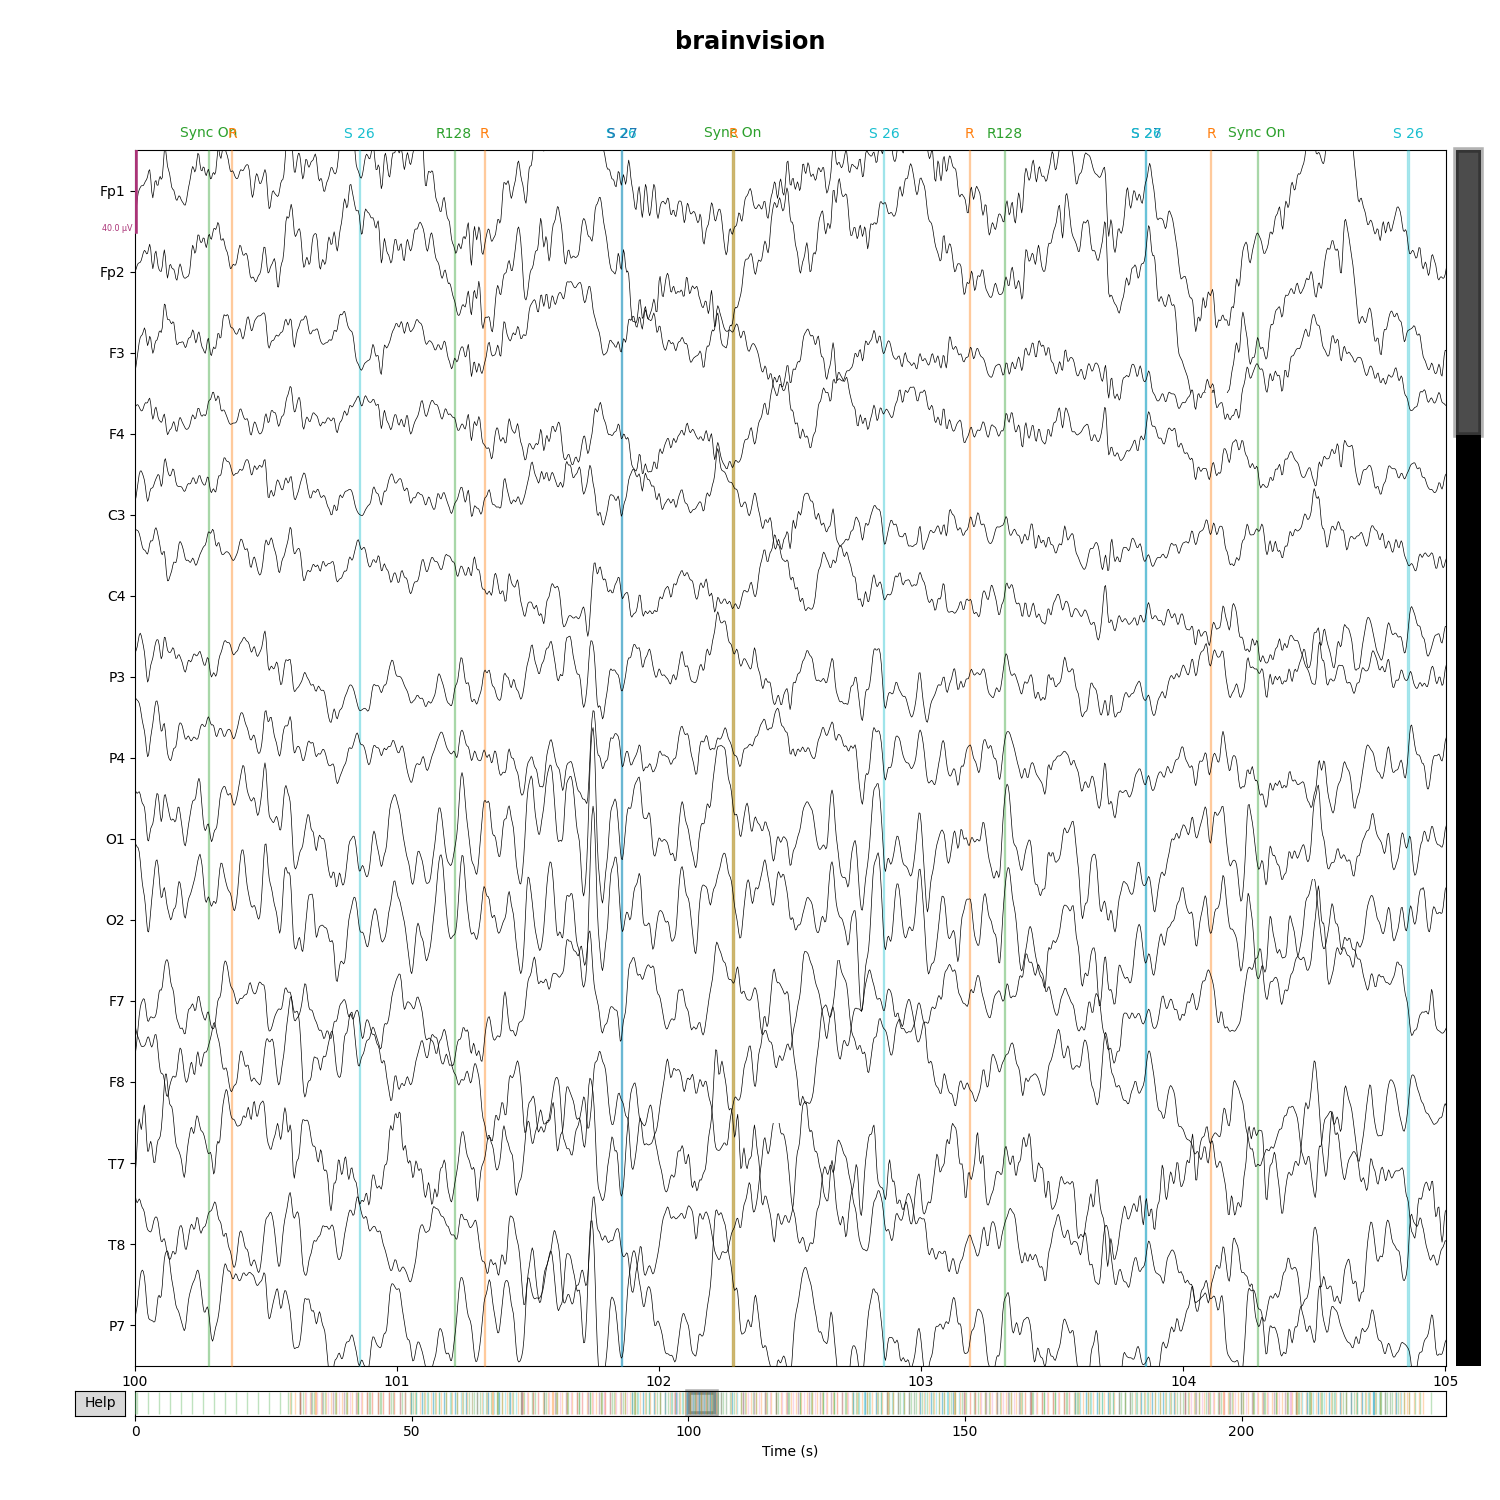 brainvision
Sync On R S 26 R128 R S 27 Sync On R S 26 R R128 S 27 R Sync On S 26
Fp1
40.0 µV
Fp2
F3
F4
C3
C4
P3
P4
O1
O2
F7
F8
T7
T8
P7
100 101 102 103 104 105
Help
0 50 100 150 200
Time (s)